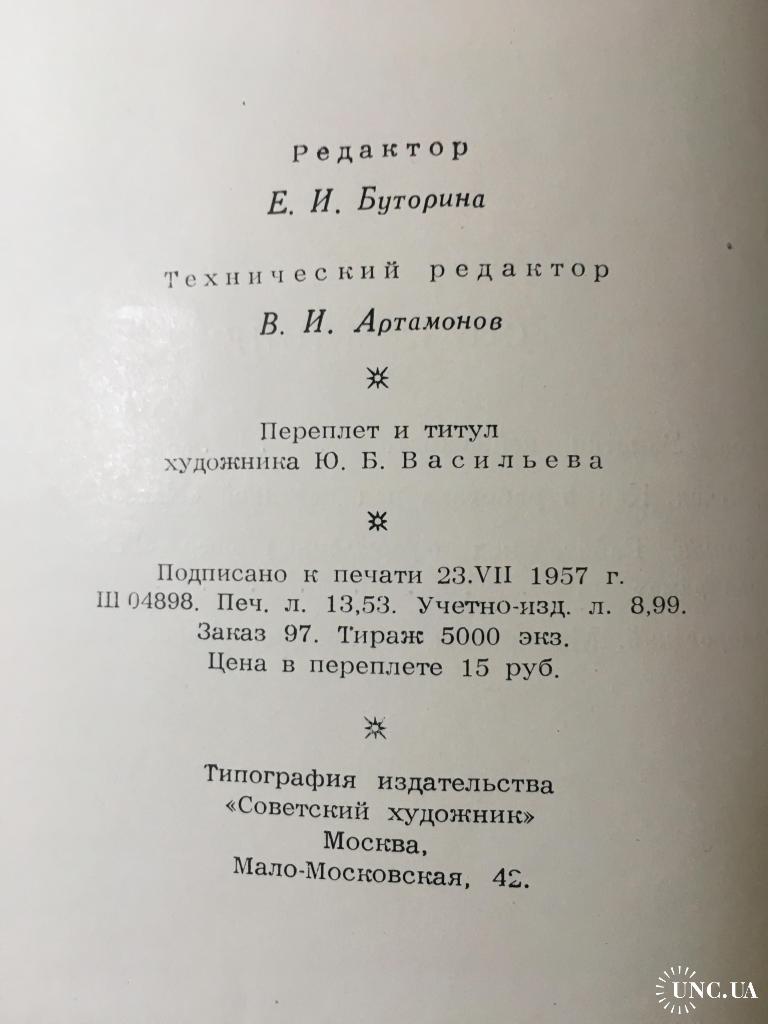 Редактор
Е. И. Буторина
Технический редактор
В. И. Артамонов
Переплет и титул
художника Ю. Б. Васильева
Подписано к печати 23.VII 1957 г.
Ш 04898. Печ. л. 13,53. Учетно-изд. л. 8,99.
Заказ 97. Тираж 5000 экз.
Цена в переплете 15 руб.
Типография издательства
«Советский художник»
Москва,
Мало-Московская, 42.
UNC.UA